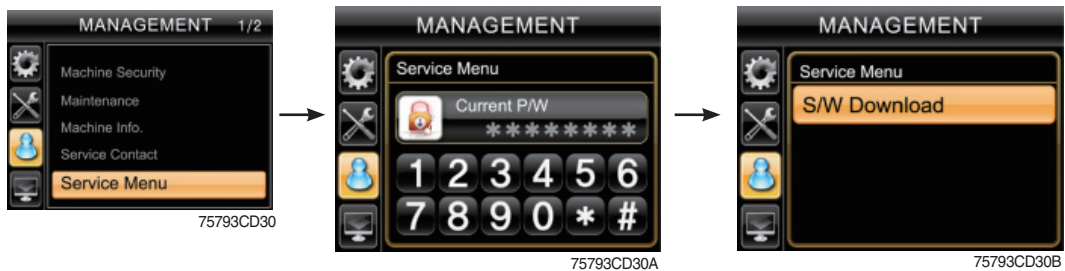 MANAGEMENT 1/2
Machine Security
Maintenance
Machine Info.
Service Contact
Service Menu
75793CD30
MANAGEMENT
Service Menu
Current P/W
********
1 2 3 4 5 6
7 8 9 0 * #
75793CD30A
MANAGEMENT
Service Menu
S/W Download
75793CD30B